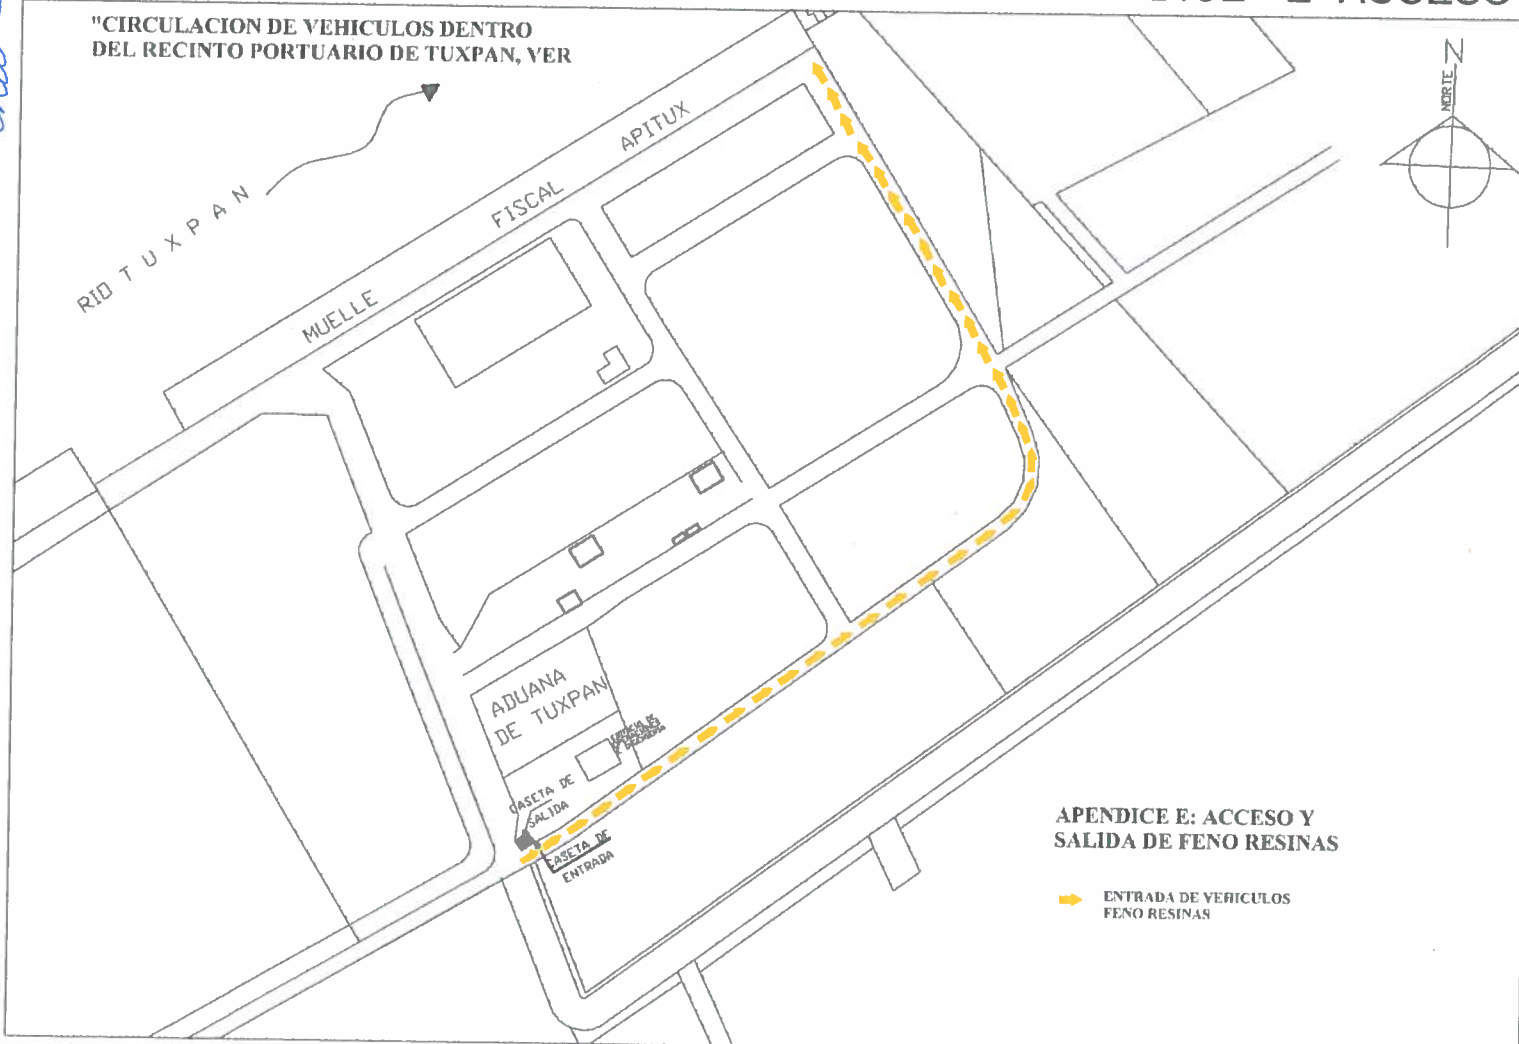 "CIRCULACION DE VEHICULOS DENTRO
DEL RECINTO PORTUARIO DE TUXPAN, VER
RIO TUXPAN
MUELLE FISCAL APITUX
NORTE N
ADUANA
DE TUXPAN
CASETA DE
SALIDA
CASETA DE
ENTRADA
APENDICE E: ACCESO Y
SALIDA DE FENO RESINAS
ENTRADA DE VEHICULOS
FENO RESINAS